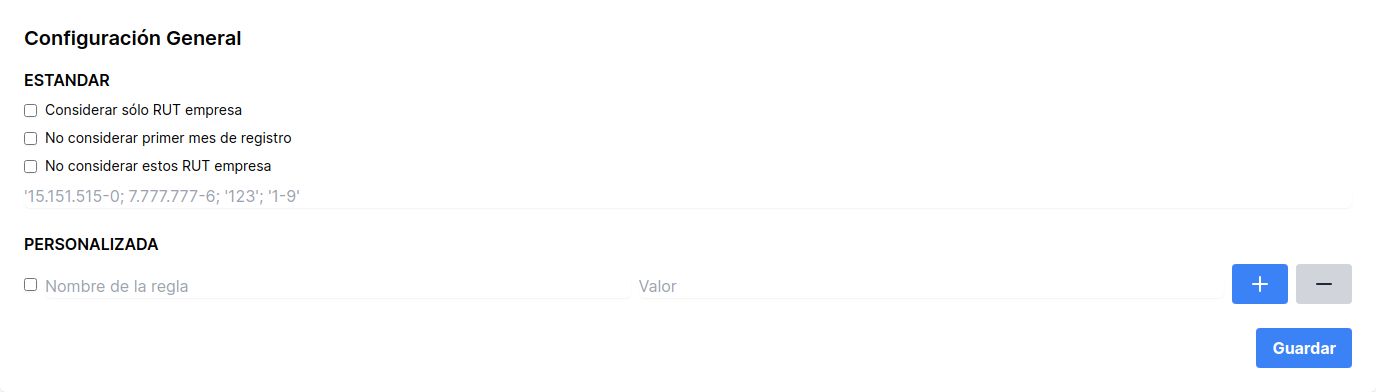 Configuración General
ESTANDAR
Considerar sólo RUT empresa
No considerar primer mes de registro
No considerar estos RUT empresa
'15.151.515-0; 7.777.777-6; '123'; '1-9'
PERSONALIZADA
Nombre de la regla Valor
Guardar